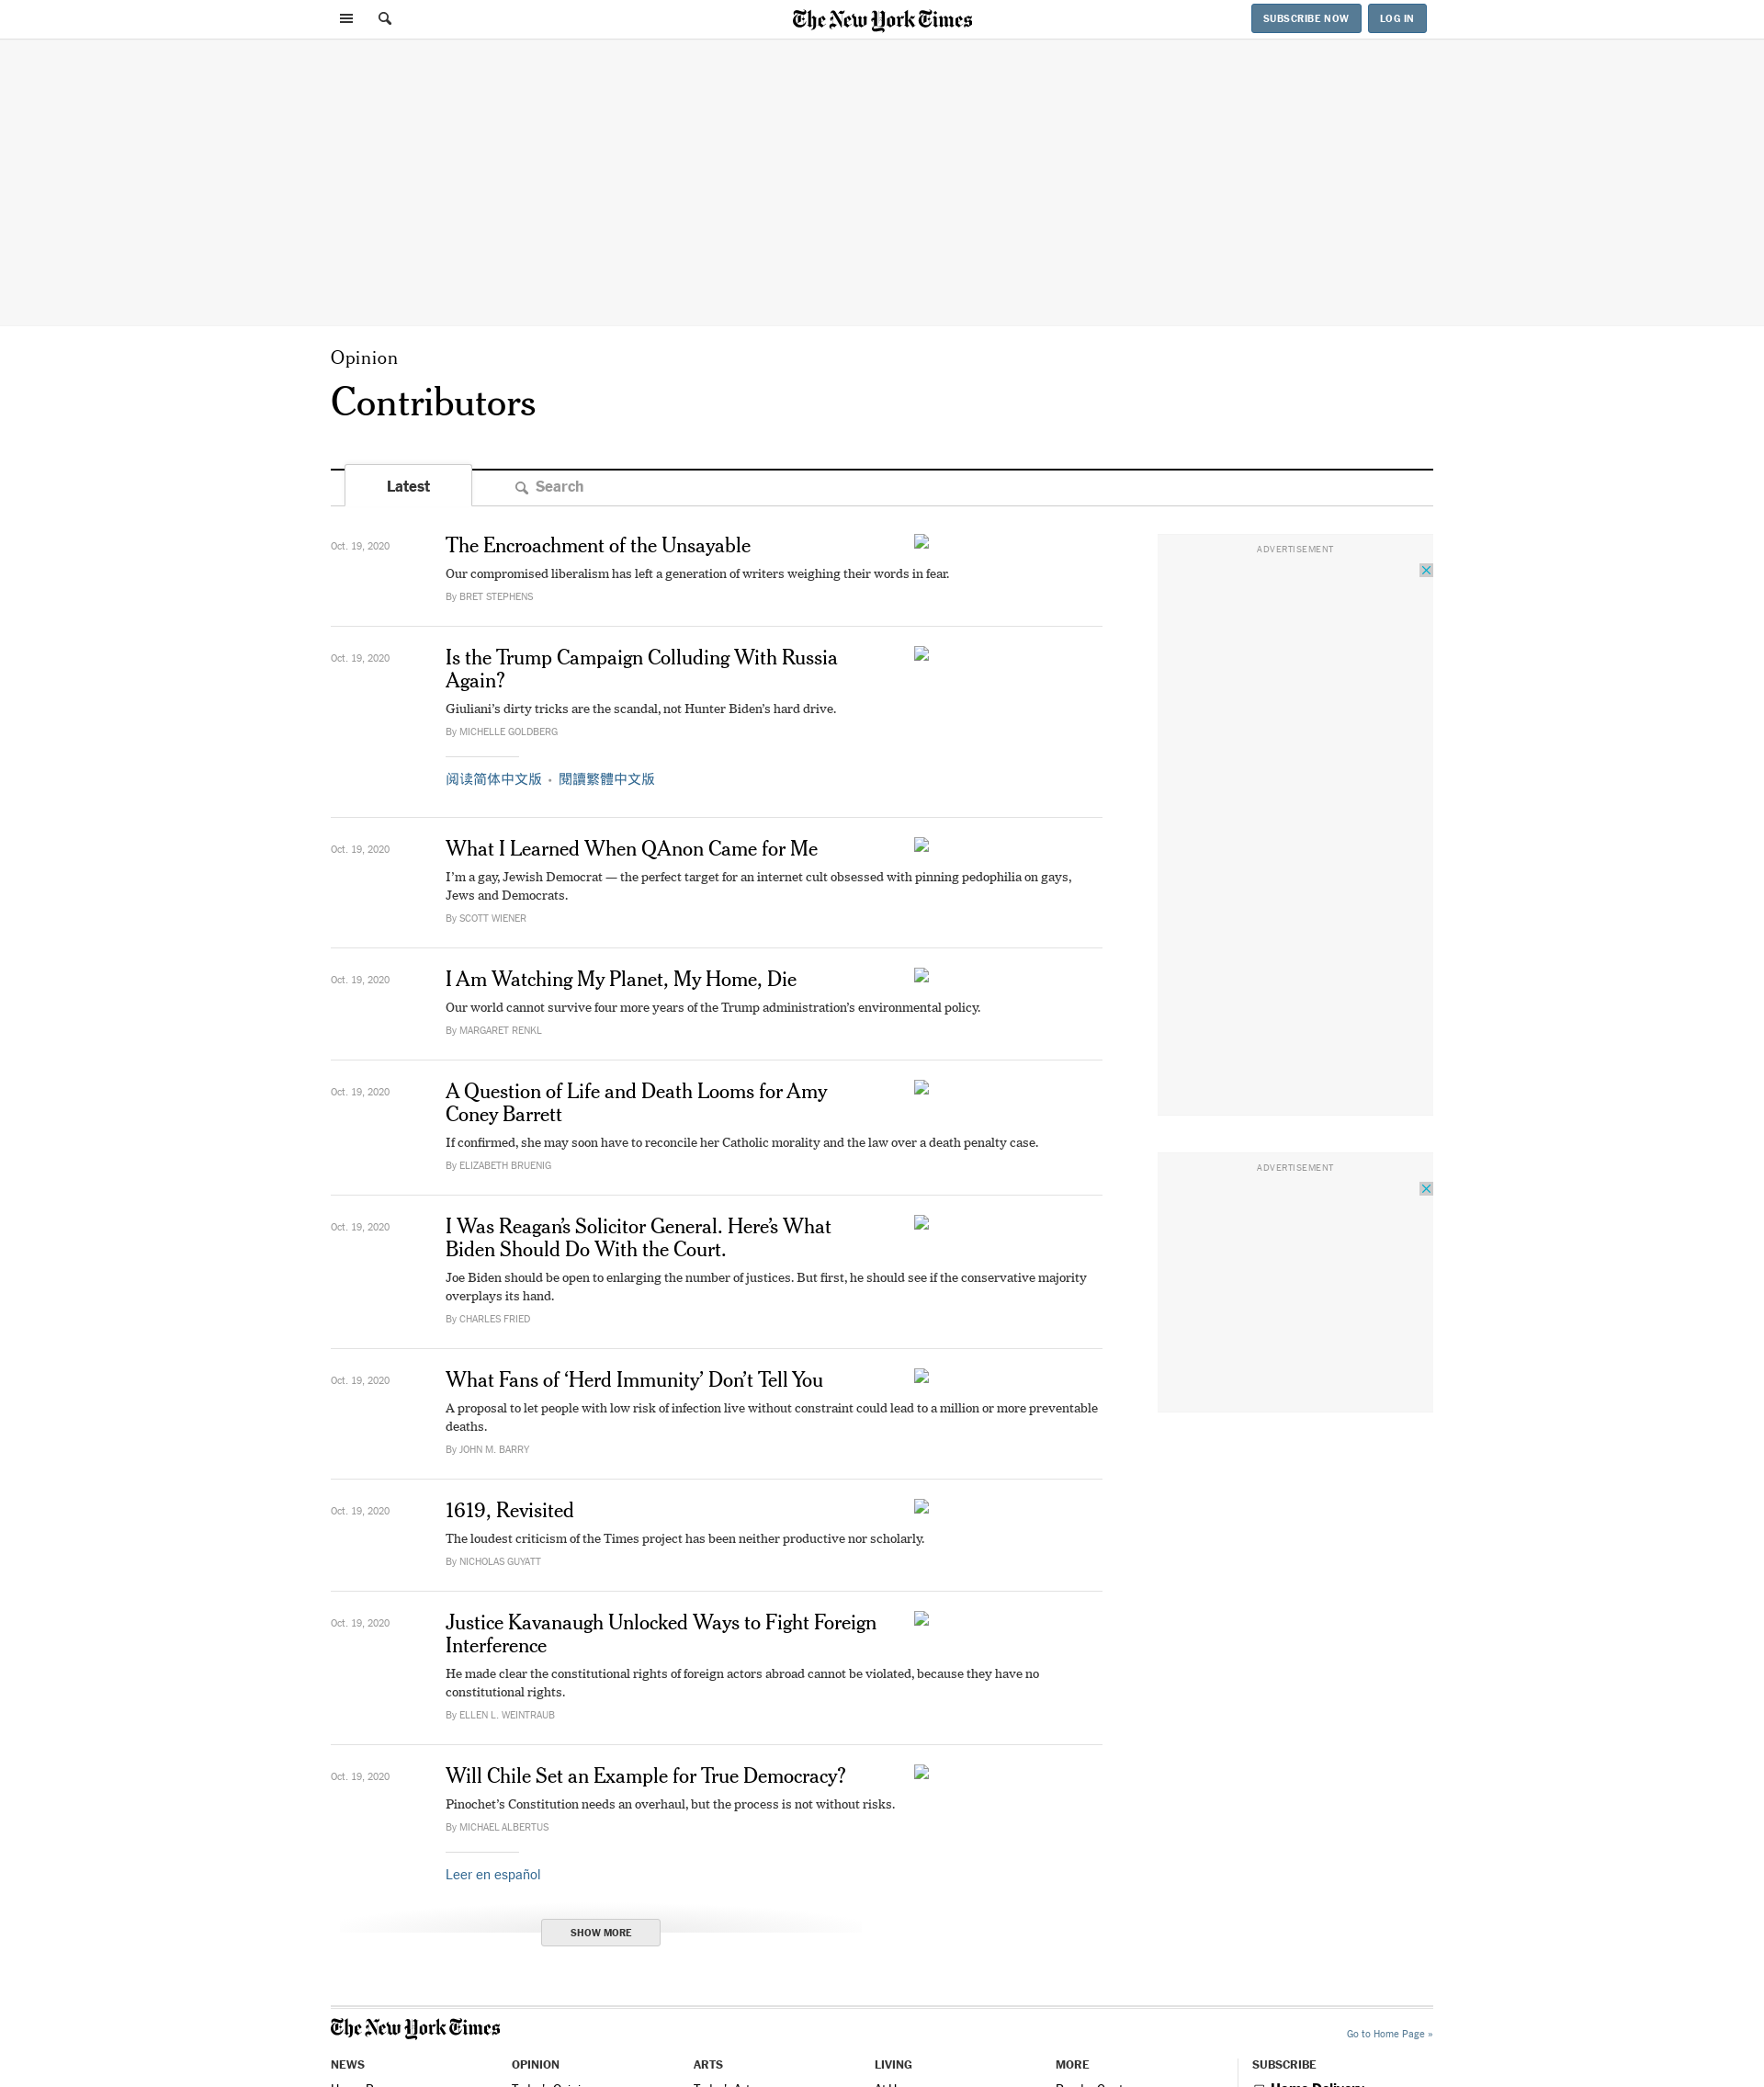 The New York Times
SUBSCRIBE NOW
LOG IN
Opinion
Contributors
Latest
Search
Oct. 19, 2020
The Encroachment of the Unsayable
Our compromised liberalism has left a generation of writers weighing their words in fear.
By BRET STEPHENS
ADVERTISEMENT
Oct. 19, 2020
Is the Trump Campaign Colluding With Russia
Again?
Giuliani’s dirty tricks are the scandal, not Hunter Biden’s hard drive.
By MICHELLE GOLDBERG
阅读简体中文版 • 閱讀繁體中文版
Oct. 19, 2020
What I Learned When QAnon Came for Me
I’m a gay, Jewish Democrat — the perfect target for an internet cult obsessed with pinning pedophilia on gays,
Jews and Democrats.
By SCOTT WIENER
Oct. 19, 2020
I Am Watching My Planet, My Home, Die
Our world cannot survive four more years of the Trump administration’s environmental policy.
By MARGARET RENKL
Oct. 19, 2020
A Question of Life and Death Looms for Amy
Coney Barrett
If confirmed, she may soon have to reconcile her Catholic morality and the law over a death penalty case.
By ELIZABETH BRUENIG
ADVERTISEMENT
Oct. 19, 2020
I Was Reagan’s Solicitor General. Here’s What
Biden Should Do With the Court.
Joe Biden should be open to enlarging the number of justices. But first, he should see if the conservative majority
overplays its hand.
By CHARLES FRIED
Oct. 19, 2020
What Fans of ‘Herd Immunity’ Don’t Tell You
A proposal to let people with low risk of infection live without constraint could lead to a million or more preventable
deaths.
By JOHN M. BARRY
Oct. 19, 2020
1619, Revisited
The loudest criticism of the Times project has been neither productive nor scholarly.
By NICHOLAS GUYATT
Oct. 19, 2020
Justice Kavanaugh Unlocked Ways to Fight Foreign
Interference
He made clear the constitutional rights of foreign actors abroad cannot be violated, because they have no
constitutional rights.
By ELLEN L. WEINTRAUB
Oct. 19, 2020
Will Chile Set an Example for True Democracy?
Pinochet’s Constitution needs an overhaul, but the process is not without risks.
By MICHAEL ALBERTUS
Leer en español
SHOW MORE
The New York Times
Go to Home Page »
NEWS
OPINION
ARTS
LIVING
MORE
SUBSCRIBE
Home Delivery